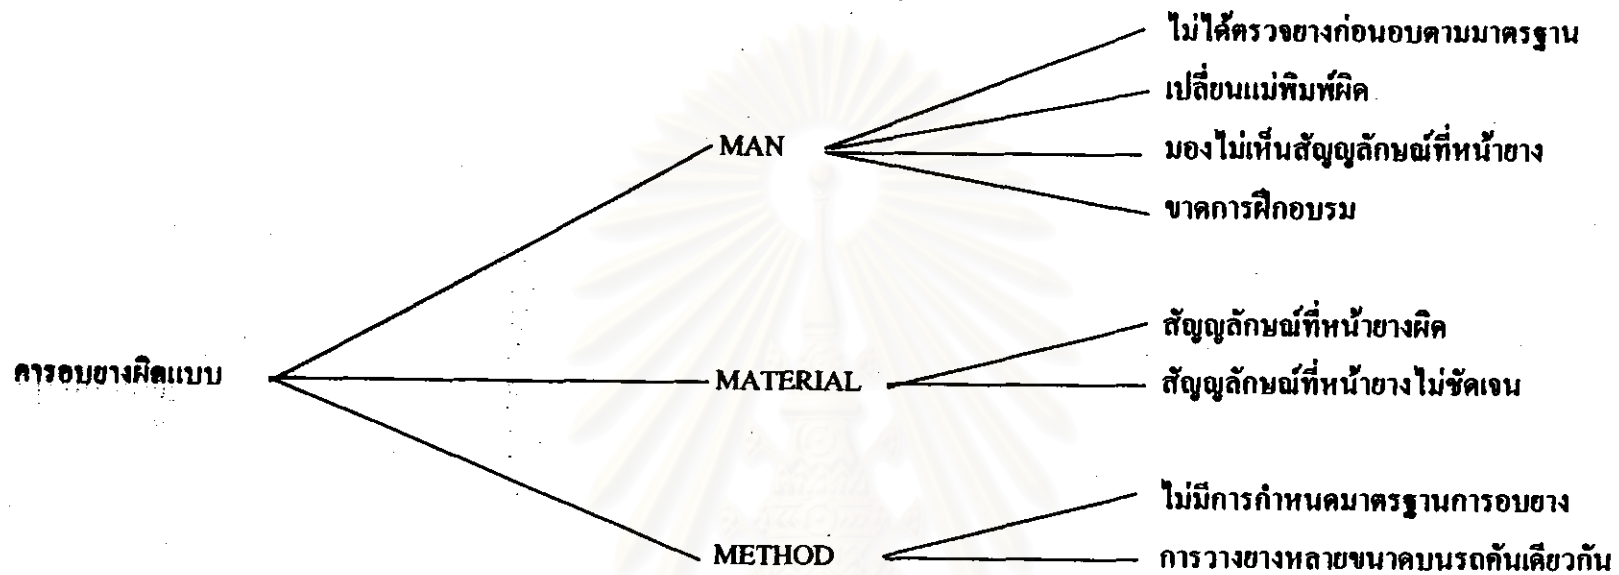 ไม่ได้ตรวจยางก่อนอบตามมาตรฐาน
เปลี่ยนแม่พิมพ์ผิด
MAN
มองไม่เห็นสัญญลักษณ์ที่หน้ายาง
ขาดการฝึกอบรม
สัญญลักษณ์ที่หน้ายางผิด
การอบยางผิดแบบ
MATERIAL
สัญญลักษณ์ที่หน้ายางไม่ชัดเจน
ไม่มีการกำหนดมาตรฐานการอบยาง
METHOD
การวางยางหลายขนาดบนรถคันเดียวกัน